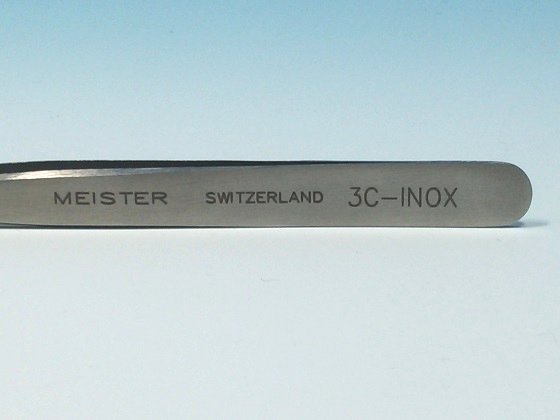 MEISTER SWITZERLAND 3C-INOX